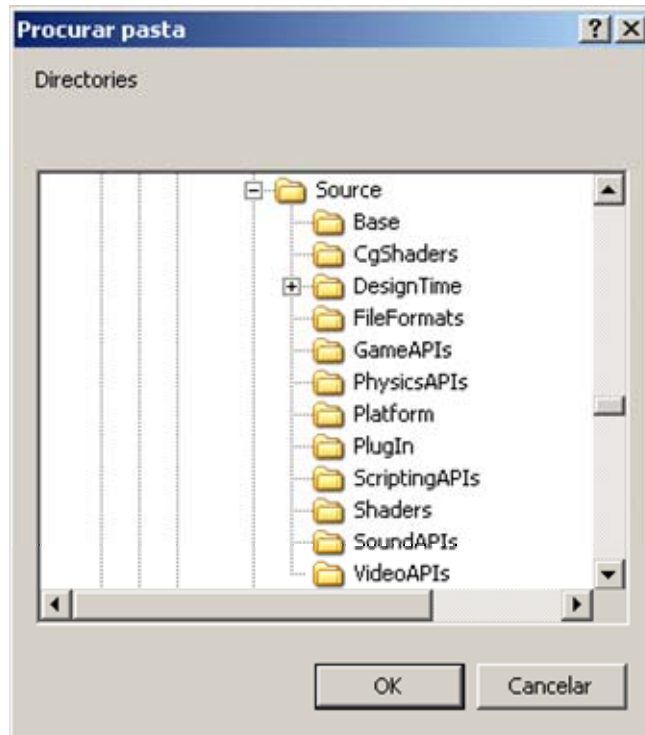 Procurar pasta
Directories
Source
Base
CgShaders
DesignTime
FileFormats
GameAPIs
PhysicsAPIs
Platform
PlugIn
ScriptingAPIs
Shaders
SoundAPIs
VideoAPIs
OK
Cancelar